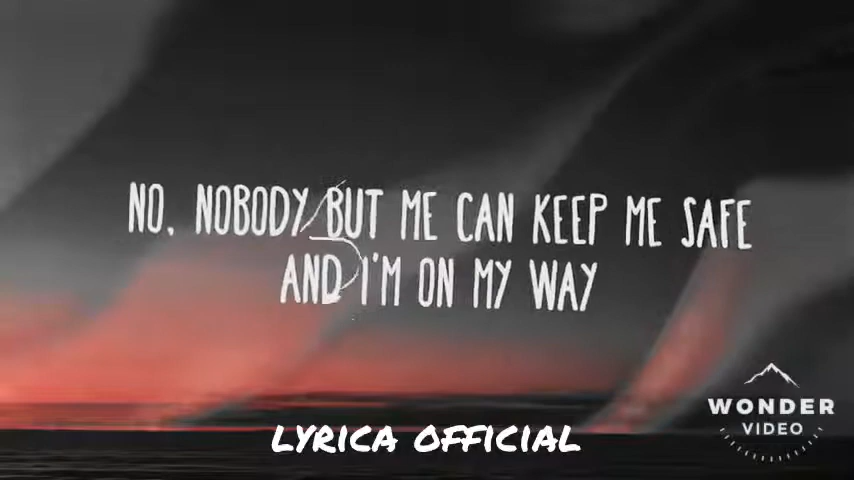 NO, NOBODY BUT ME CAN KEEP ME SAFE
AND I'M ON MY WAY
WONDER
VIDEO
LYRICA OFFICIAL